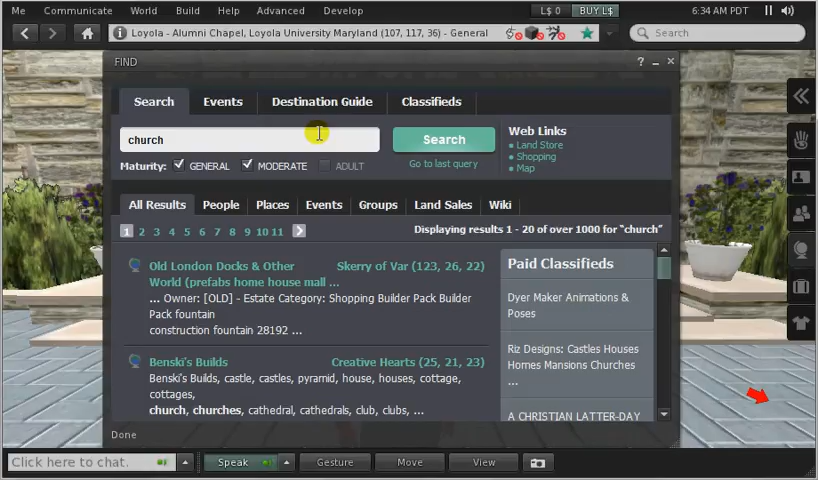 Me Communicate World Build Help Advanced Develop L$ 0 BUY L$ 6:34 AM PDT
Loyola - Alumni Chapel, Loyola University Maryland (107, 117, 36) - General Search
FIND ? _ ×
Search Events Destination Guide Classifieds
church Search Web Links
Land Store
Maturity: GENERAL MODERATE ADULT Go to last query Shopping
Map
All Results People Places Events Groups Land Sales Wiki
1 2 3 4 5 6 7 8 9 10 11 Displaying results 1 - 20 of over 1000 for “church”
Old London Docks & Other Skerry of Var (123, 26, 22)
World (prefabs home house mall ...
... Owner: [OLD] - Estate Category: Shopping Builder Pack Builder
Pack fountain
construction fountain 28192 ...
Benski's Builds Creative Hearts (25, 21, 23)
Benski's Builds, castle, castles, pyramid, house, houses, cottage,
cottages,
church, churches, cathedral, cathedrals, club, clubs, ...
Paid Classifieds
Dyer Maker Animations &
Poses
Riz Designs: Castles Houses
Homes Mansions Churches
...
A CHRISTIAN LATTER-DAY
Done
Click here to chat. Speak Gesture Move View